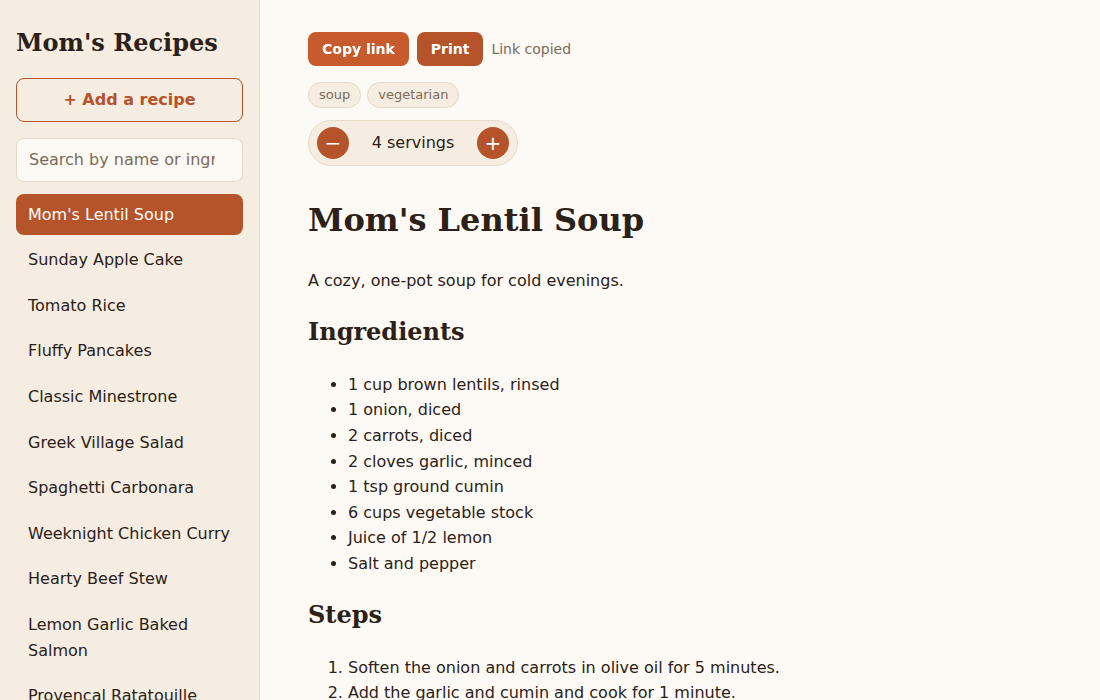 Mom's Recipes
+ Add a recipe
Search by name or ingr
Mom's Lentil Soup
Sunday Apple Cake
Tomato Rice
Fluffy Pancakes
Classic Minestrone
Greek Village Salad
Spaghetti Carbonara
Weeknight Chicken Curry
Hearty Beef Stew
Lemon Garlic Baked
Salmon
Provençal Ratatouille
Copy link
Print
Link copied
soup
vegetarian
− 4 servings +
Mom's Lentil Soup
A cozy, one-pot soup for cold evenings.
Ingredients
• 1 cup brown lentils, rinsed
• 1 onion, diced
• 2 carrots, diced
• 2 cloves garlic, minced
• 1 tsp ground cumin
• 6 cups vegetable stock
• Juice of 1/2 lemon
• Salt and pepper
Steps
1. Soften the onion and carrots in olive oil for 5 minutes.
2. Add the garlic and cumin and cook for 1 minute.